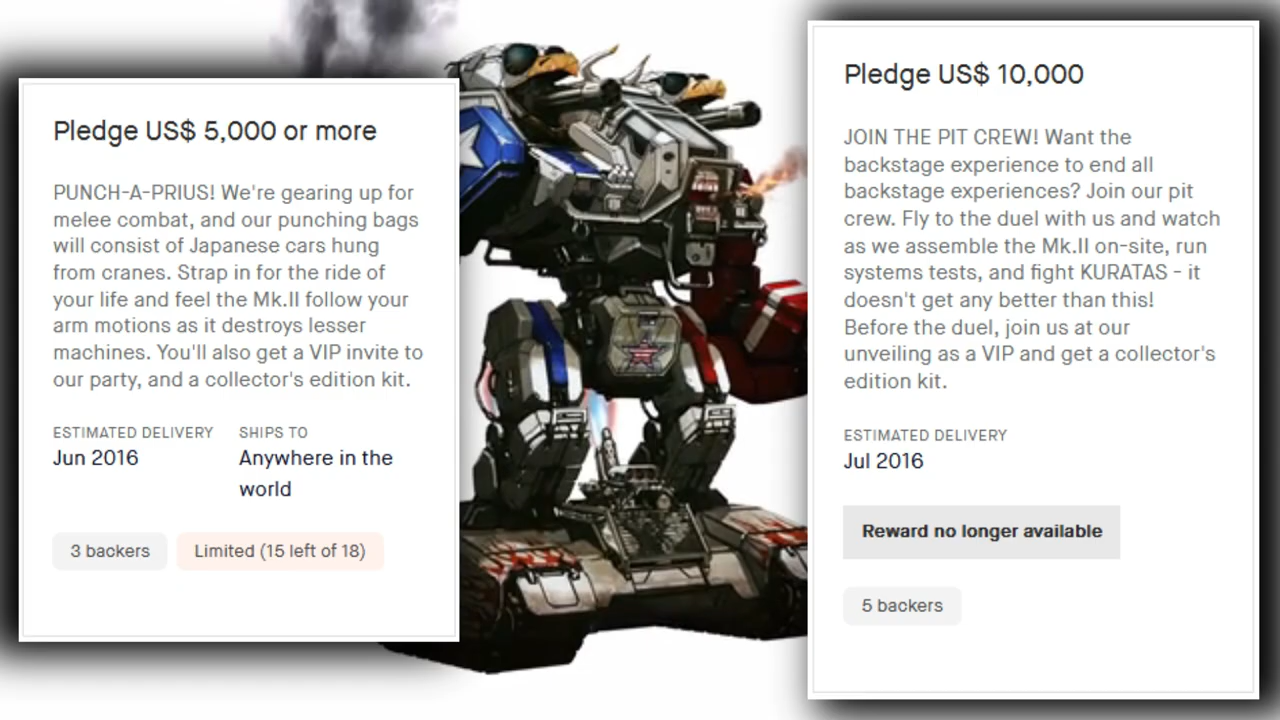 Pledge US$ 5,000 or more
PUNCH-A-PRIUS! We're gearing up for
melee combat, and our punching bags
will consist of Japanese cars hung
from cranes. Strap in for the ride of
your life and feel the Mk.II follow your
arm motions as it destroys lesser
machines. You'll also get a VIP invite to
our party, and a collector's edition kit.
ESTIMATED DELIVERY
Jun 2016
SHIPS TO
Anywhere in the
world
3 backers
Limited (15 left of 18)
Pledge US$ 10,000
JOIN THE PIT CREW! Want the
backstage experience to end all
backstage experiences? Join our pit
crew. Fly to the duel with us and watch
as we assemble the Mk.II on-site, run
systems tests, and fight KURATAS - it
doesn't get any better than this!
Before the duel, join us at our
unveiling as a VIP and get a collector's
edition kit.
ESTIMATED DELIVERY
Jul 2016
Reward no longer available
5 backers